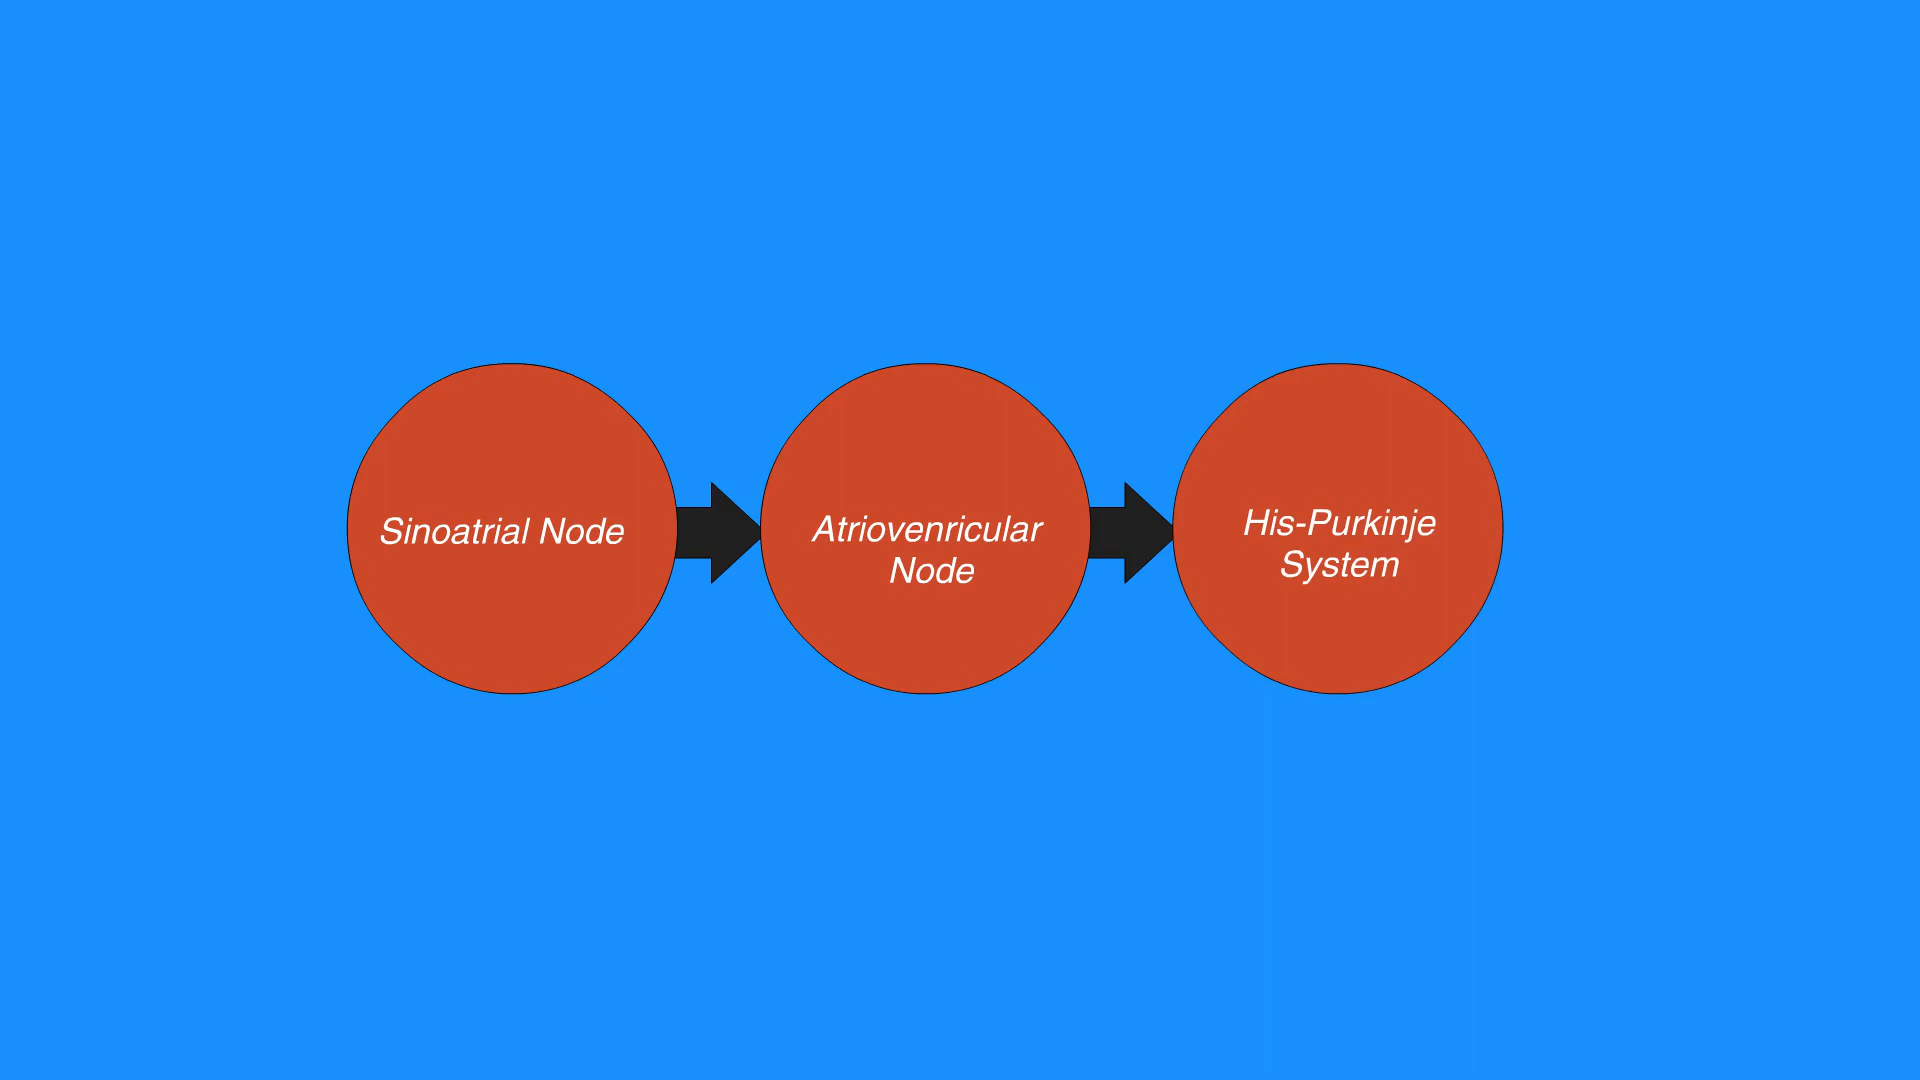 Sinoatrial Node
Atriovenricular
Node
His-Purkinje
System